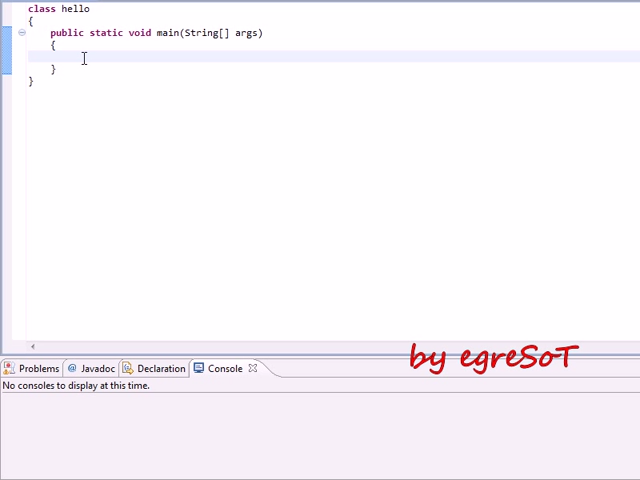 class hello
{
public static void main(String[] args)
{
}
}
by egreSoT
Problems @ Javadoc Declaration Console
No consoles to display at this time.